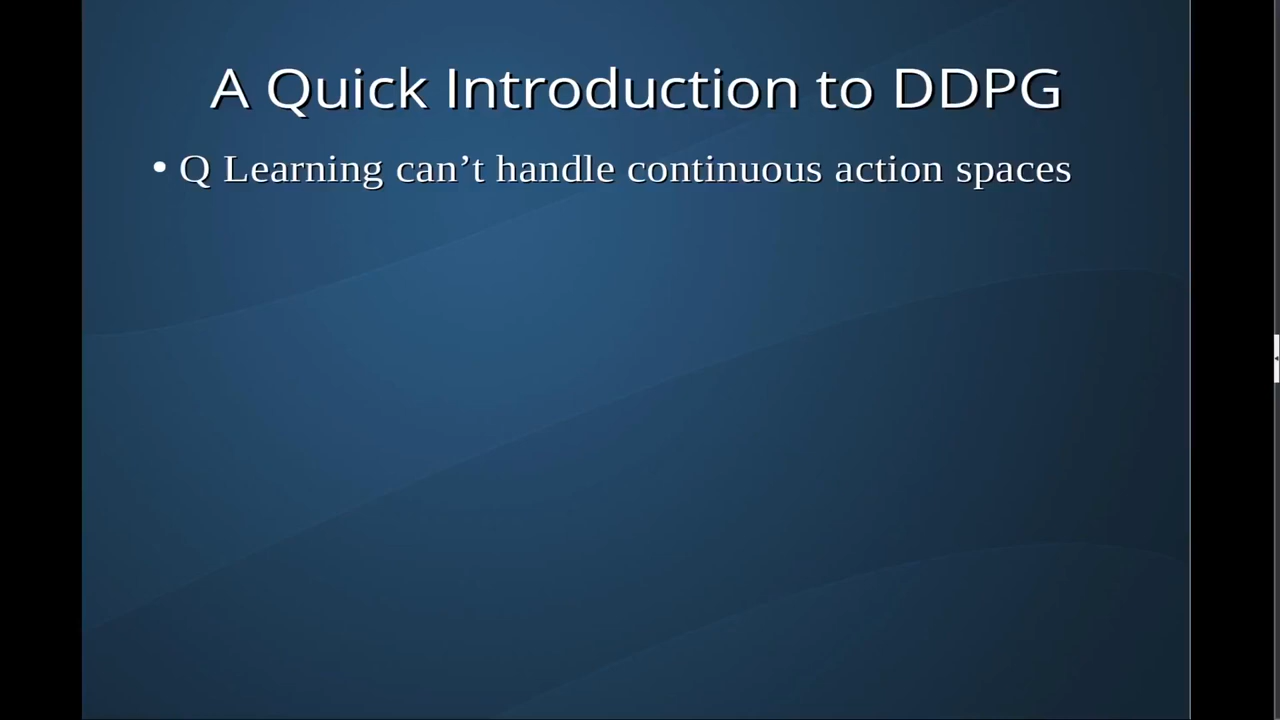 A Quick Introduction to DDPG
• Q Learning can’t handle continuous action spaces